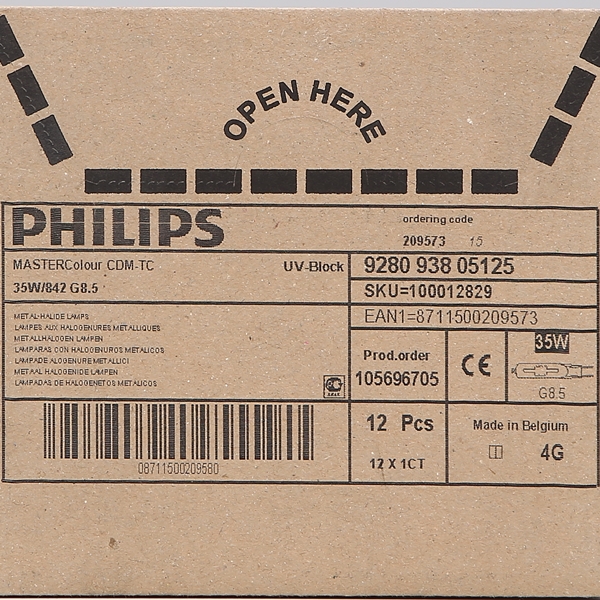 OPEN HERE
PHILIPS
ordering code
209573 15
MASTERColour CDM-TC
UV-Block
35W/842 G8.5
9280 938 05125
SKU=100012829
EAN1=8711500209573
METAL-HALIDE LAMPS
LAMPES AUX HALOGENURES METALLIQUES
METALLHALOGEN LAMPEN
LAMPARAS CON HALOGENUROS METALICOS
LAMPADE ALOGENURE METALLICI
METAAL HALOGENIDE LAMPEN
LAMPADAS DE HALOGENETOS METALICOS
Prod.order
105696705
CE
35W
G8.5
08711500209580
12 Pcs
12 X 1CT
Made in Belgium
4G